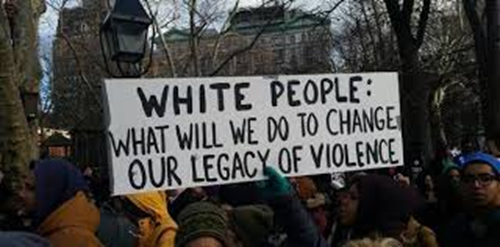 WHITE PEOPLE:
WHAT WILL WE DO TO CHANGE
OUR LEGACY OF VIOLENCE